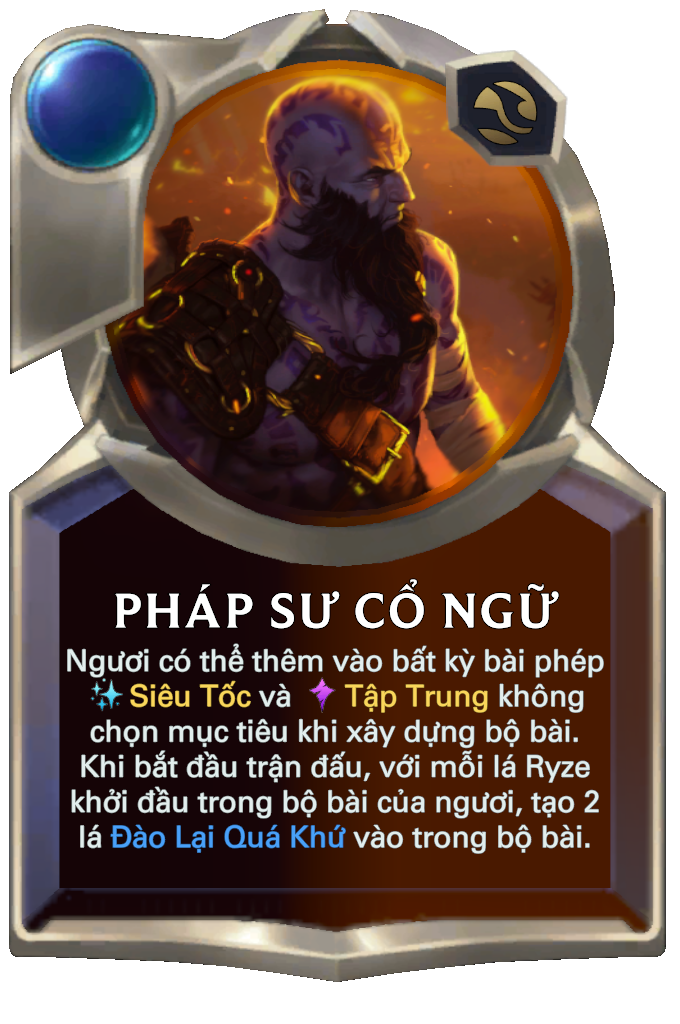 PHÁP SƯ CỔ NGỮ
Ngươi có thể thêm vào bất kỳ bài phép
Siêu Tốc và Tập Trung không
chọn mục tiêu khi xây dựng bộ bài.
Khi bắt đầu trận đấu, với mỗi lá Ryze
khởi đầu trong bộ bài của ngươi, tạo 2
lá Đào Lại Quá Khứ vào trong bộ bài.